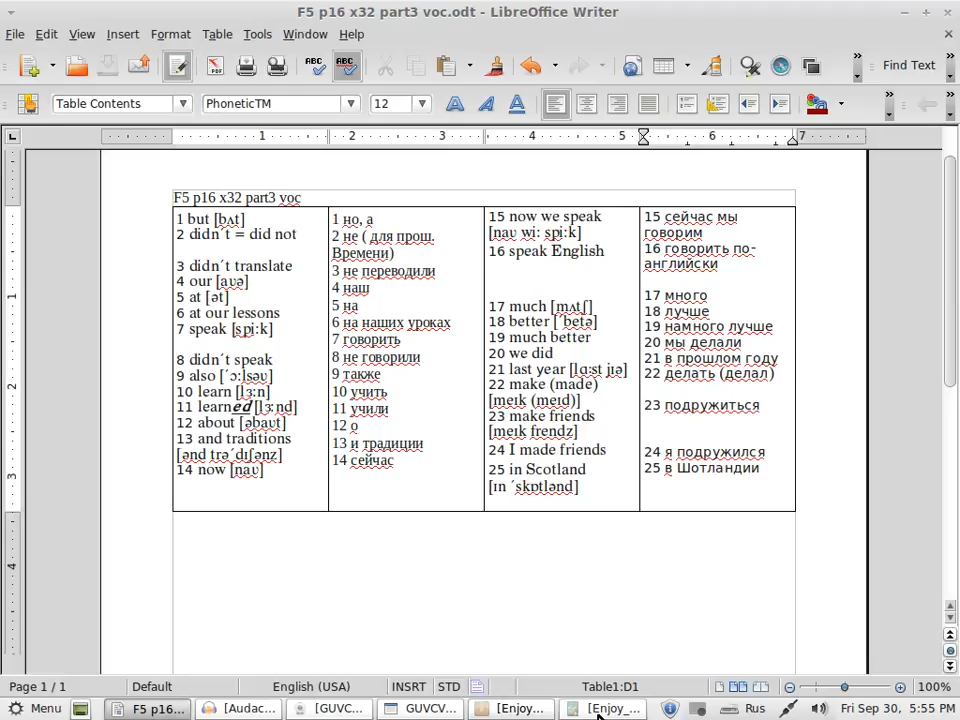 F5 p16 x32 part3 voc.odt - LibreOffice Writer
File Edit View Insert Format Table Tools Window Help
Find Text
Table Contents PhoneticTM 12
1 2 3 4 5 6 7
F5 p16 x32 part3 voc
1 but [bʌt]
2 didn´t = did not
3 didn´t translate
4 our [aʊə]
5 at [ət]
6 at our lessons
7 speak [spi:k]
8 didn´t speak
9 also [´ɔ:lsəʊ]
10 learn [lɜ:n]
11 learned [lɜ:nd]
12 about [əbaʊt]
13 and traditions
[ənd trə´dɪʃənz]
14 now [naʊ]
1 но, а
2 не ( для прош.
Времени)
3 не переводили
4 наш
5 на
6 на наших уроках
7 говорить
8 не говорили
9 также
10 учить
11 учили
12 о
13 и традиции
14 сейчас
15 now we speak
[naʊ wi: spi:k]
16 speak English
17 much [mʌtʃ]
18 better [´betə]
19 much better
20 we did
21 last year [lɑ:st jɪə]
22 make (made)
[meɪk (meɪd)]
23 make friends
[meɪk frendz]
24 I made friends
25 in Scotland
[ɪn ´skɒtlənd]
15 сейчас мы
говорим
16 говорить по-
английски
17 много
18 лучше
19 намного лучше
20 мы делали
21 в прошлом году
22 делать (делал)
23 подружиться
24 я подружился
25 в Шотландии
Page 1 / 1 Default English (USA) INSRT STD Table1:D1 100%
Menu F5 p16... [Audac... [GUVC... GUVCV... [Enjoy... [Enjoy_... Rus Fri Sep 30, 5:55 PM